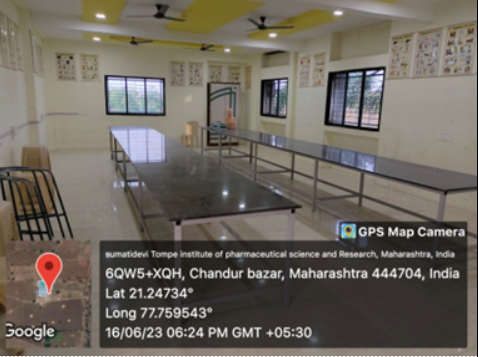 GPS Map Camera
sumatidevi Tompe institute of pharmaceutical science and Research, Maharashtra, India
6QW5+XQH, Chandur bazar, Maharashtra 444704, India
Lat 21.24734°
Long 77.759543°
16/06/23 06:24 PM GMT +05:30
Google